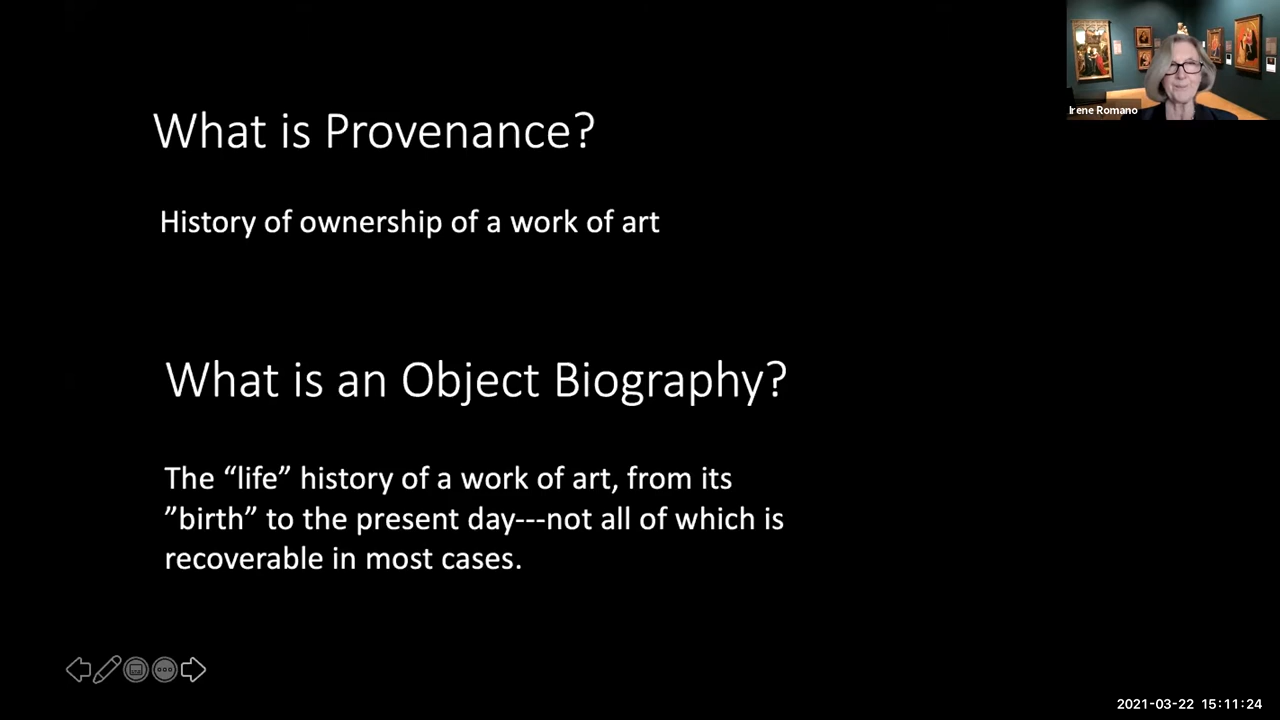 What is Provenance?
History of ownership of a work of art
What is an Object Biography?
The “life” history of a work of art, from its
”birth” to the present day---not all of which is
recoverable in most cases.
Irene Romano
2021-03-22 15:11:24